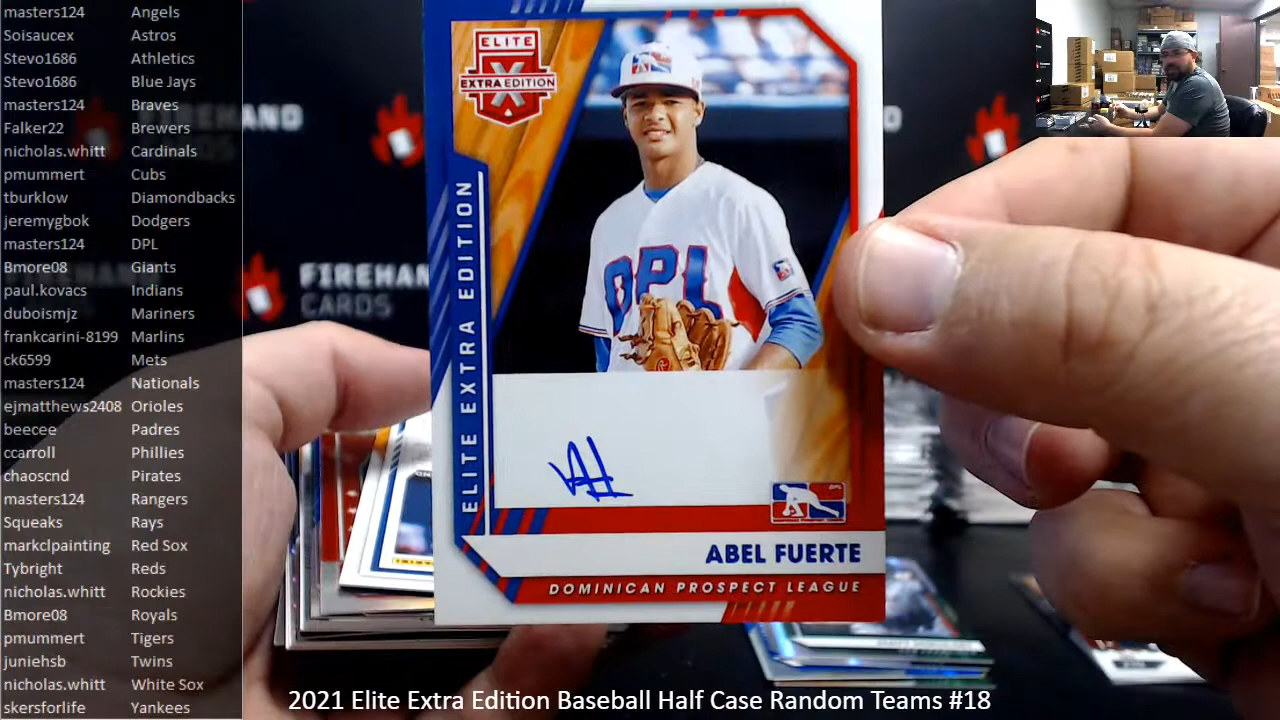 masters124 Angels
Soisaucex Astros
Stevo1686 Athletics
Stevo1686 Blue Jays
masters124 Braves
Falker22 Brewers
nicholas.whitt Cardinals
pmummert Cubs
tburklow Diamondbacks
jeremygbok Dodgers
masters124 DPL
Bmore08 Giants
paul.kovacs Indians
duboismjz Mariners
frankcarini-8199 Marlins
ck6599 Mets
masters124 Nationals
ejmatthews2408 Orioles
beecee Padres
ccarroll Phillies
chaoscnd Pirates
masters124 Rangers
Squeaks Rays
markclpainting Red Sox
Tybright Reds
nicholas.whitt Rockies
Bmore08 Royals
pmummert Tigers
juniehsb Twins
nicholas.whitt White Sox
skersforlife Yankees
FIREHAND
CARDS
ELITE
X
EXTRA EDITION
ELITE EXTRA EDITION
DPL
ABEL FUERTE
DOMINICAN PROSPECT LEAGUE
2021 Elite Extra Edition Baseball Half Case Random Teams #18